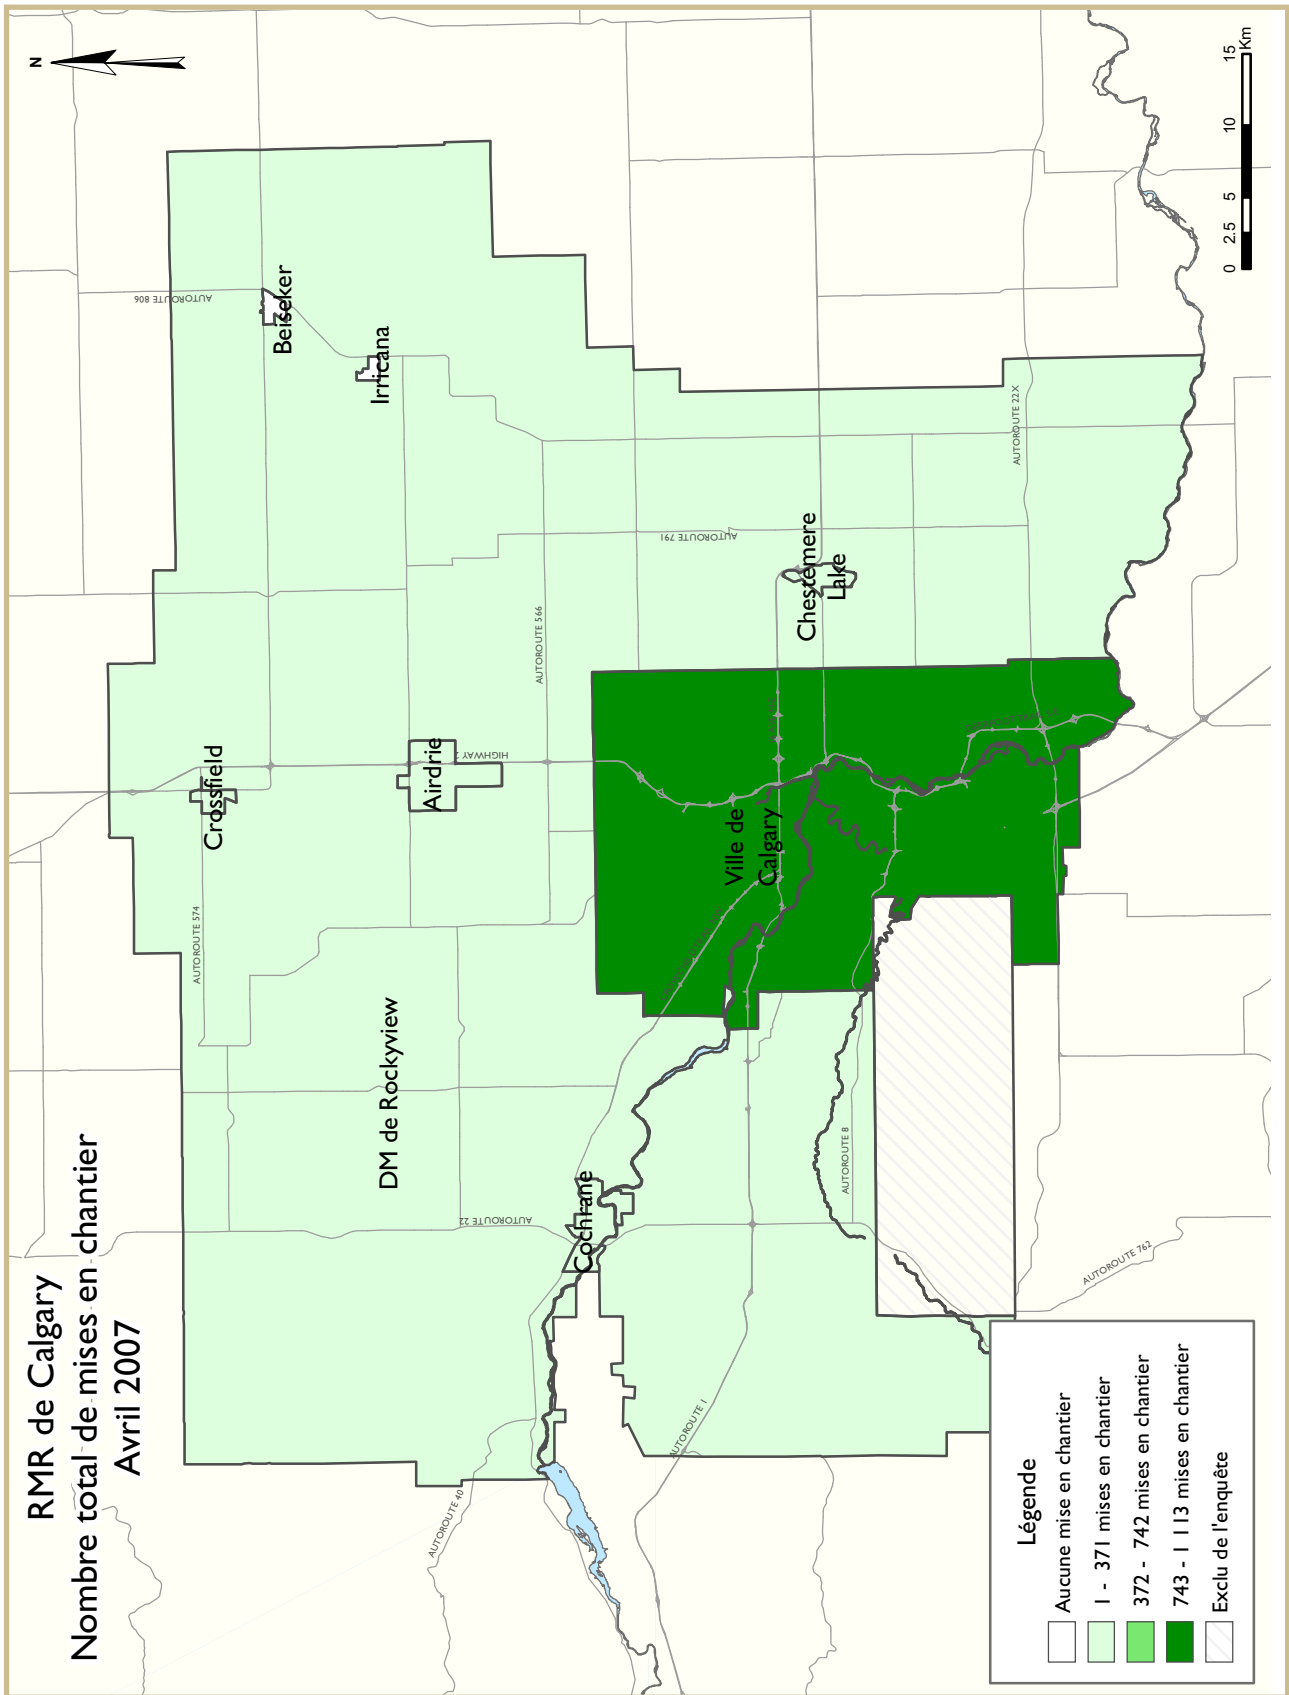 RMR de Calgary
Nombre total de mises en chantier
Avril 2007
N
AUTOROUTE 806
Beiseker
Irricana
Crossfield
Airdrie
HIGHWAY 2
AUTOROUTE 574
AUTOROUTE 566
AUTOROUTE 791
AUTOROUTE 22X
Chestemere
Lake
DM de Rockyview
Ville de
Calgary
AUTOROUTE 22
Cochrane
AUTOROUTE 8
AUTOROUTE 40
AUTOROUTE 1
AUTOROUTE 762
Légende
Aucune mise en chantier
1 - 371 mises en chantier
372 - 742 mises en chantier
743 - 1 113 mises en chantier
Exclu de l'enquête
0 2.5 5 10 15
Km